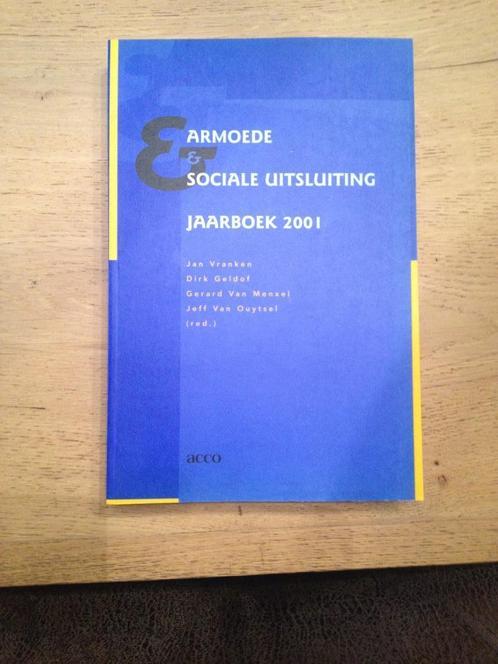 ARMOEDE
&
SOCIALE UITSLUITING
JAARBOEK 2001
Jan Vranken
Dirk Geldof
Gerard Van Menxel
Jeff Van Ouytsel
(red.)
acco